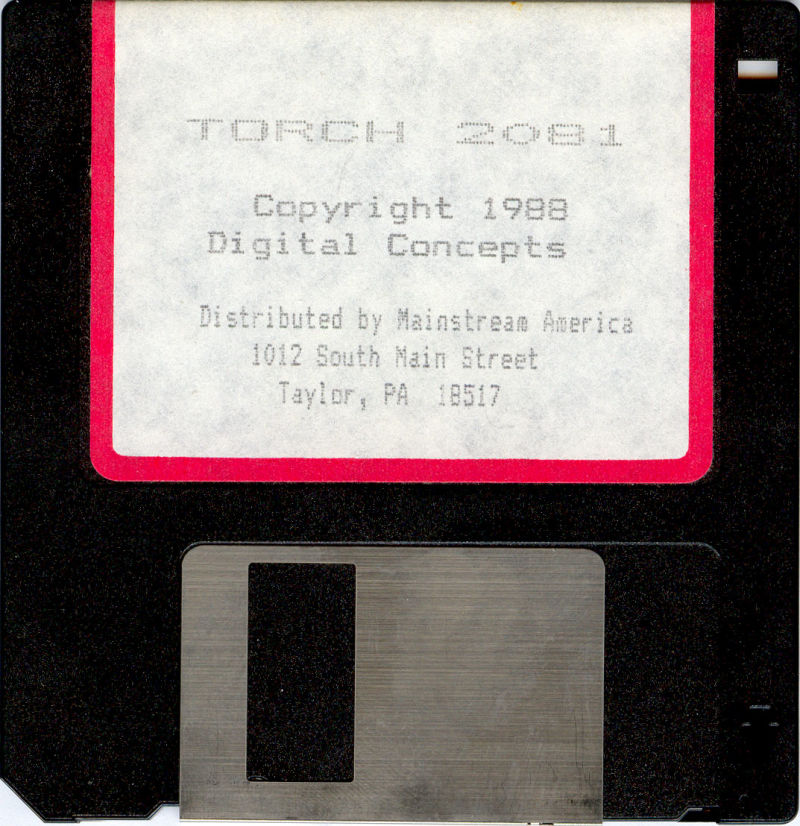 TORCH 2081
Copyright 1988
Digital Concepts
Distributed by Mainstream America
1012 South Main Street
Taylor, PA 18517